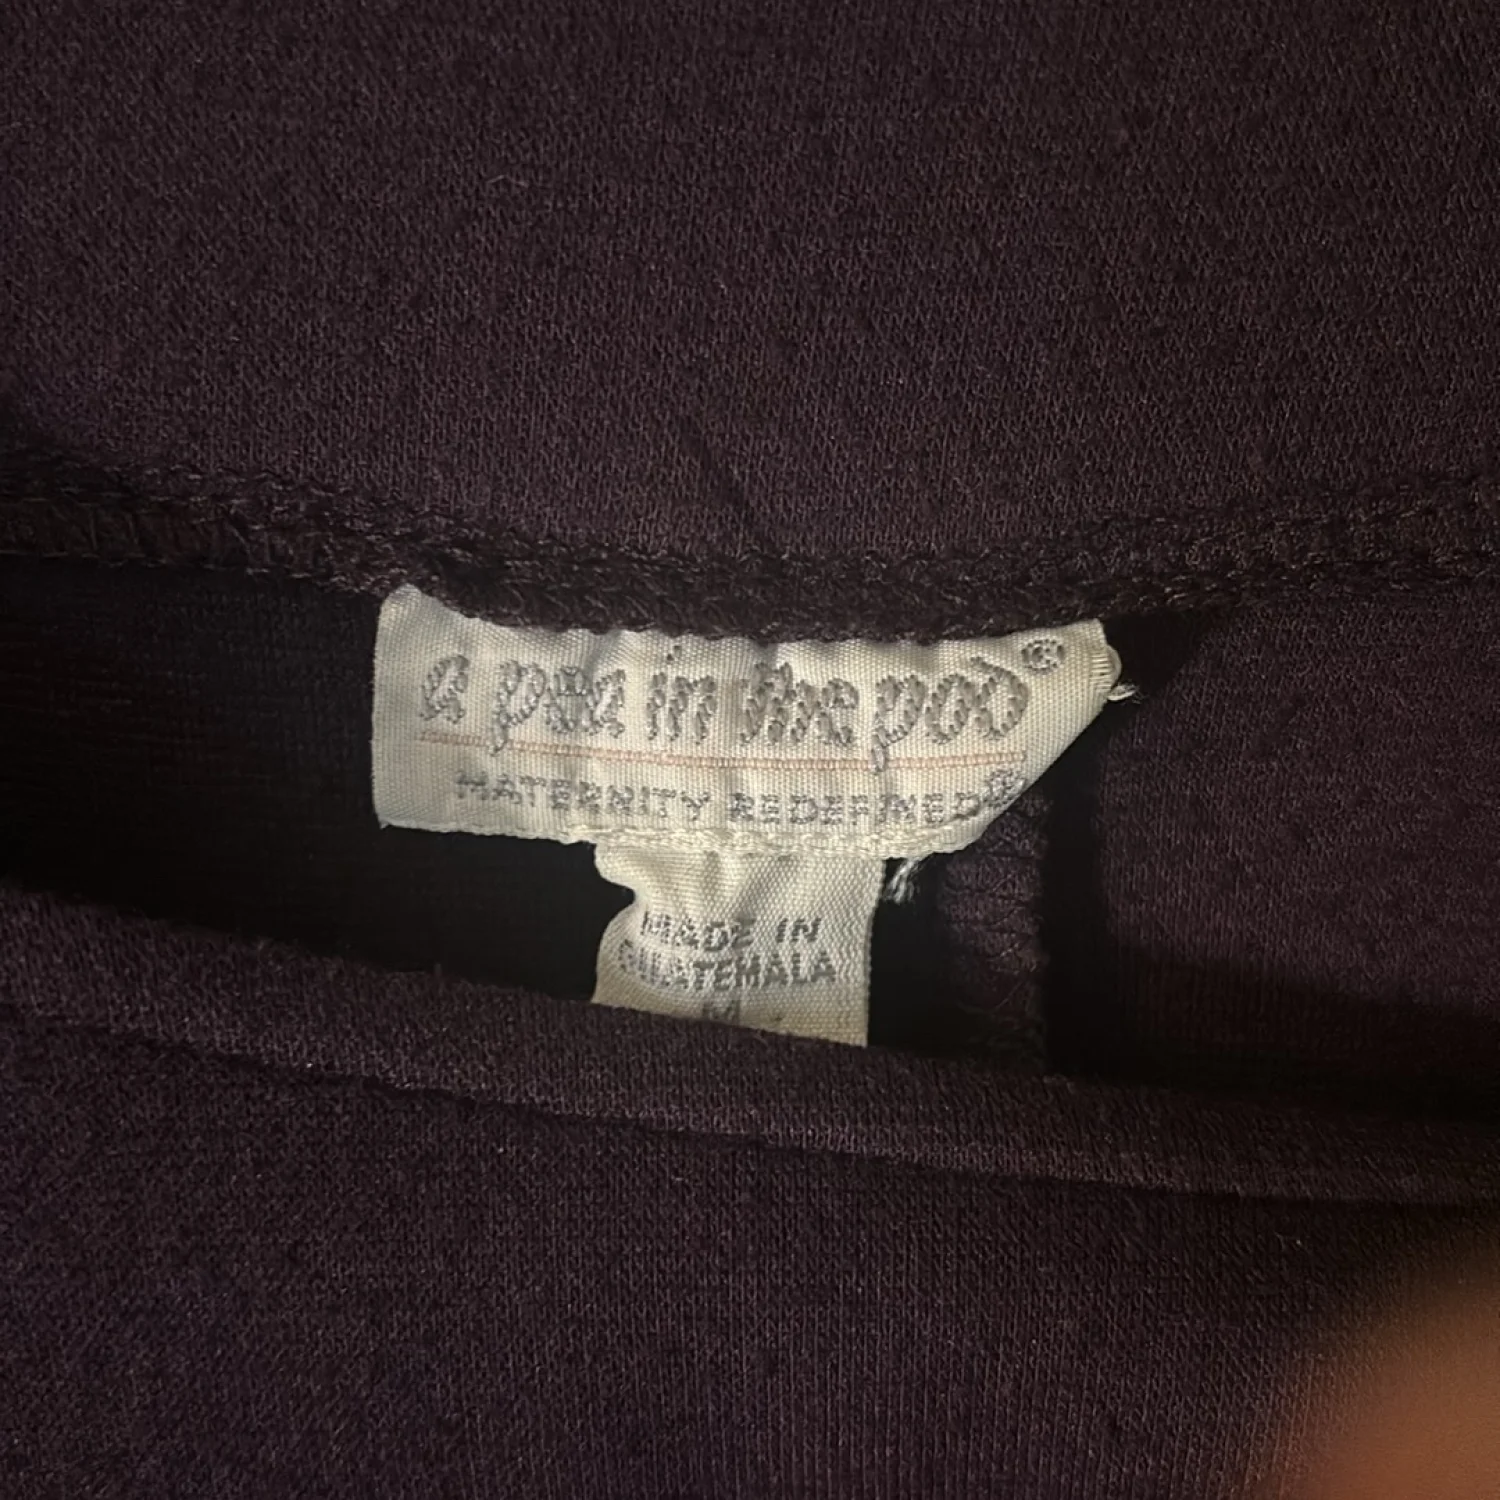 a pea in the pod®
MATERNITY REDEFINED®
MADE IN
GUATEMALA